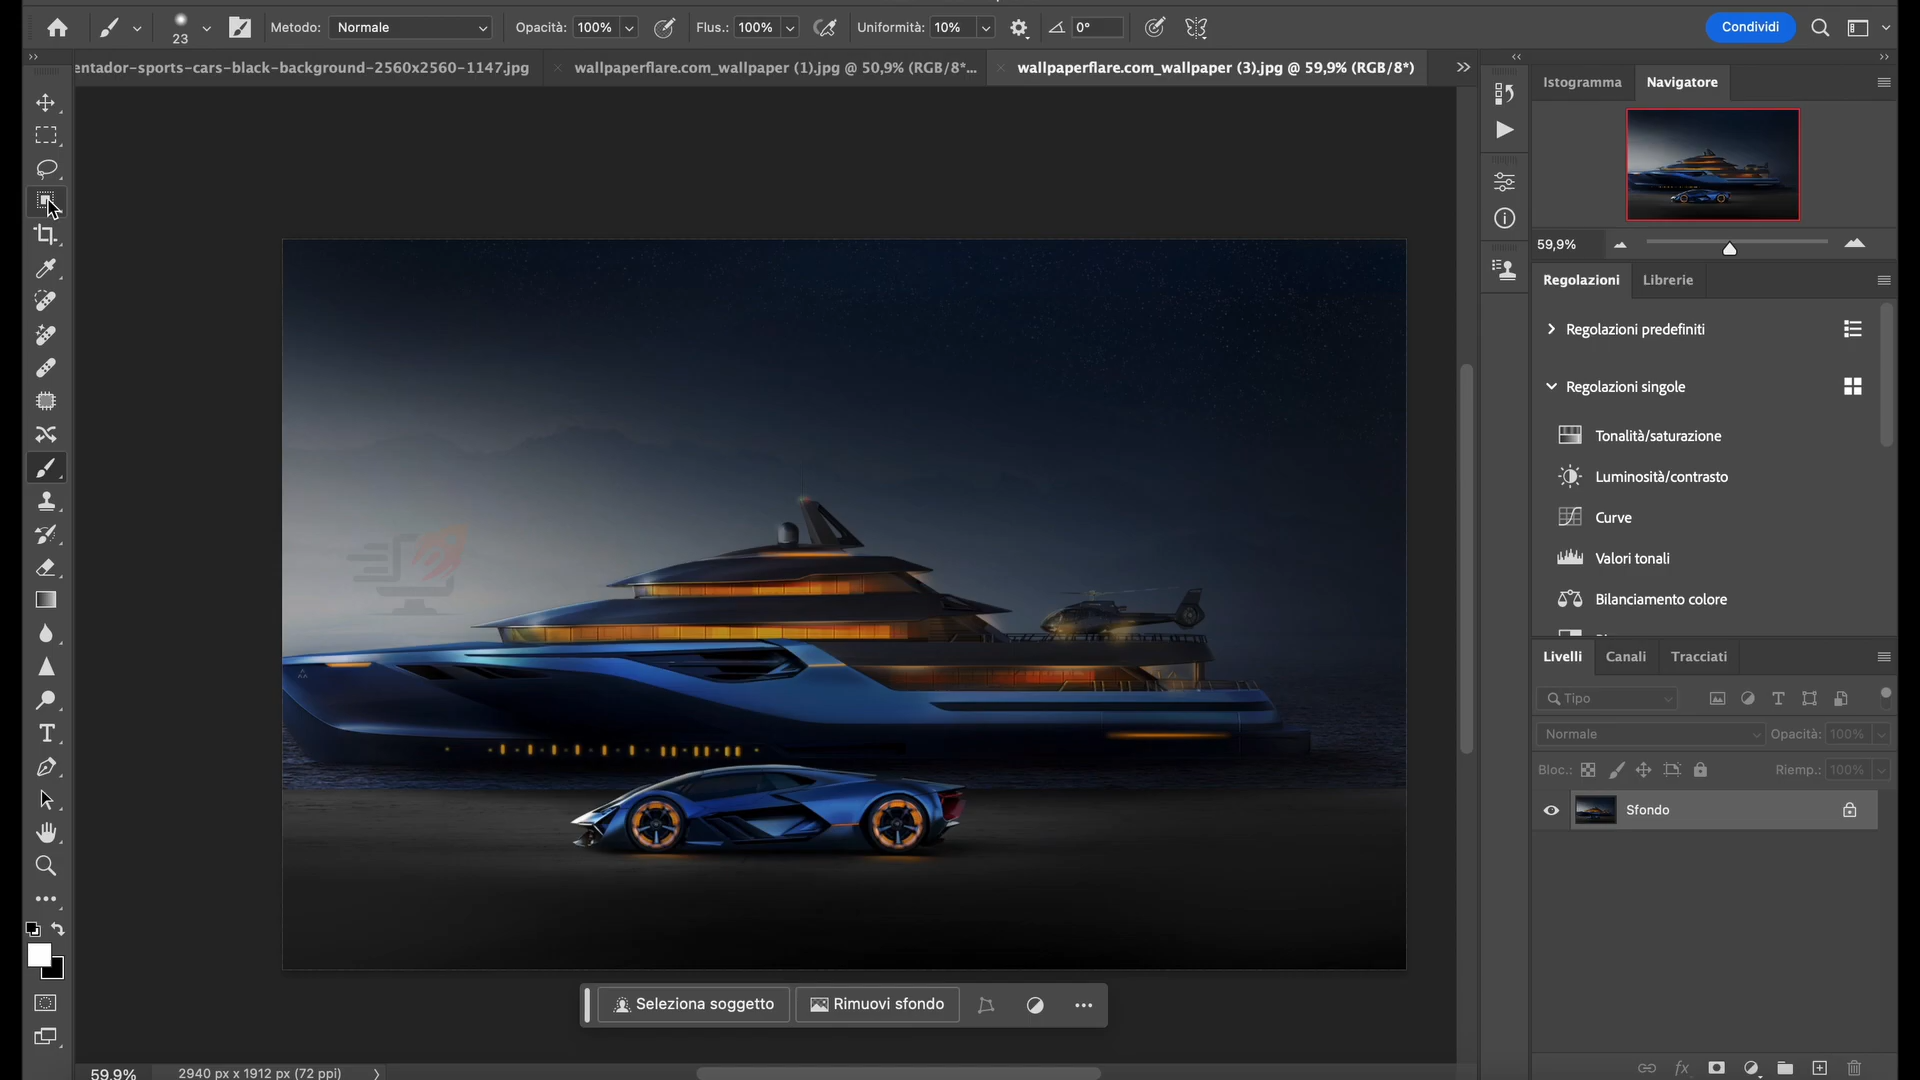 23
Metodo: Normale
Opacità: 100%
Flus.: 100%
Uniformità: 10%
0°
Condividi
entador-sports-cars-black-background-2560x2560-1147.jpg
wallpaperflare.com_wallpaper (1).jpg @ 50,9% (RGB/8*...
wallpaperflare.com_wallpaper (3).jpg @ 59,9% (RGB/8*)
Istogramma
Navigatore
59,9%
Regolazioni
Librerie
Regolazioni predefiniti
Regolazioni singole
Tonalità/saturazione
Luminosità/contrasto
Curve
Valori tonali
Bilanciamento colore
Livelli
Canali
Tracciati
Tipo
Normale
Opacità: 100%
Bloc.:
Riemp.: 100%
Sfondo
Seleziona soggetto
Rimuovi sfondo
59,9%
2940 px x 1912 px (72 ppi)
fx